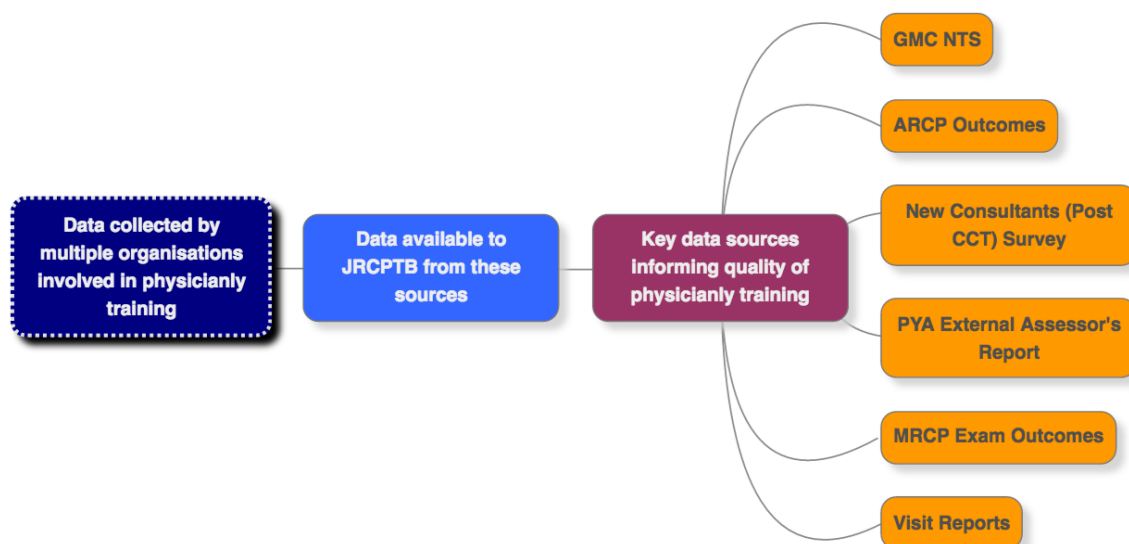 Data collected by
multiple organisations
involved in physicianly
training
Data available to
JRCPTB from these
sources
Key data sources
informing quality of
physicianly training
GMC NTS
ARCP Outcomes
New Consultants (Post
CCT) Survey
PYA External Assessor's
Report
MRCP Exam Outcomes
Visit Reports